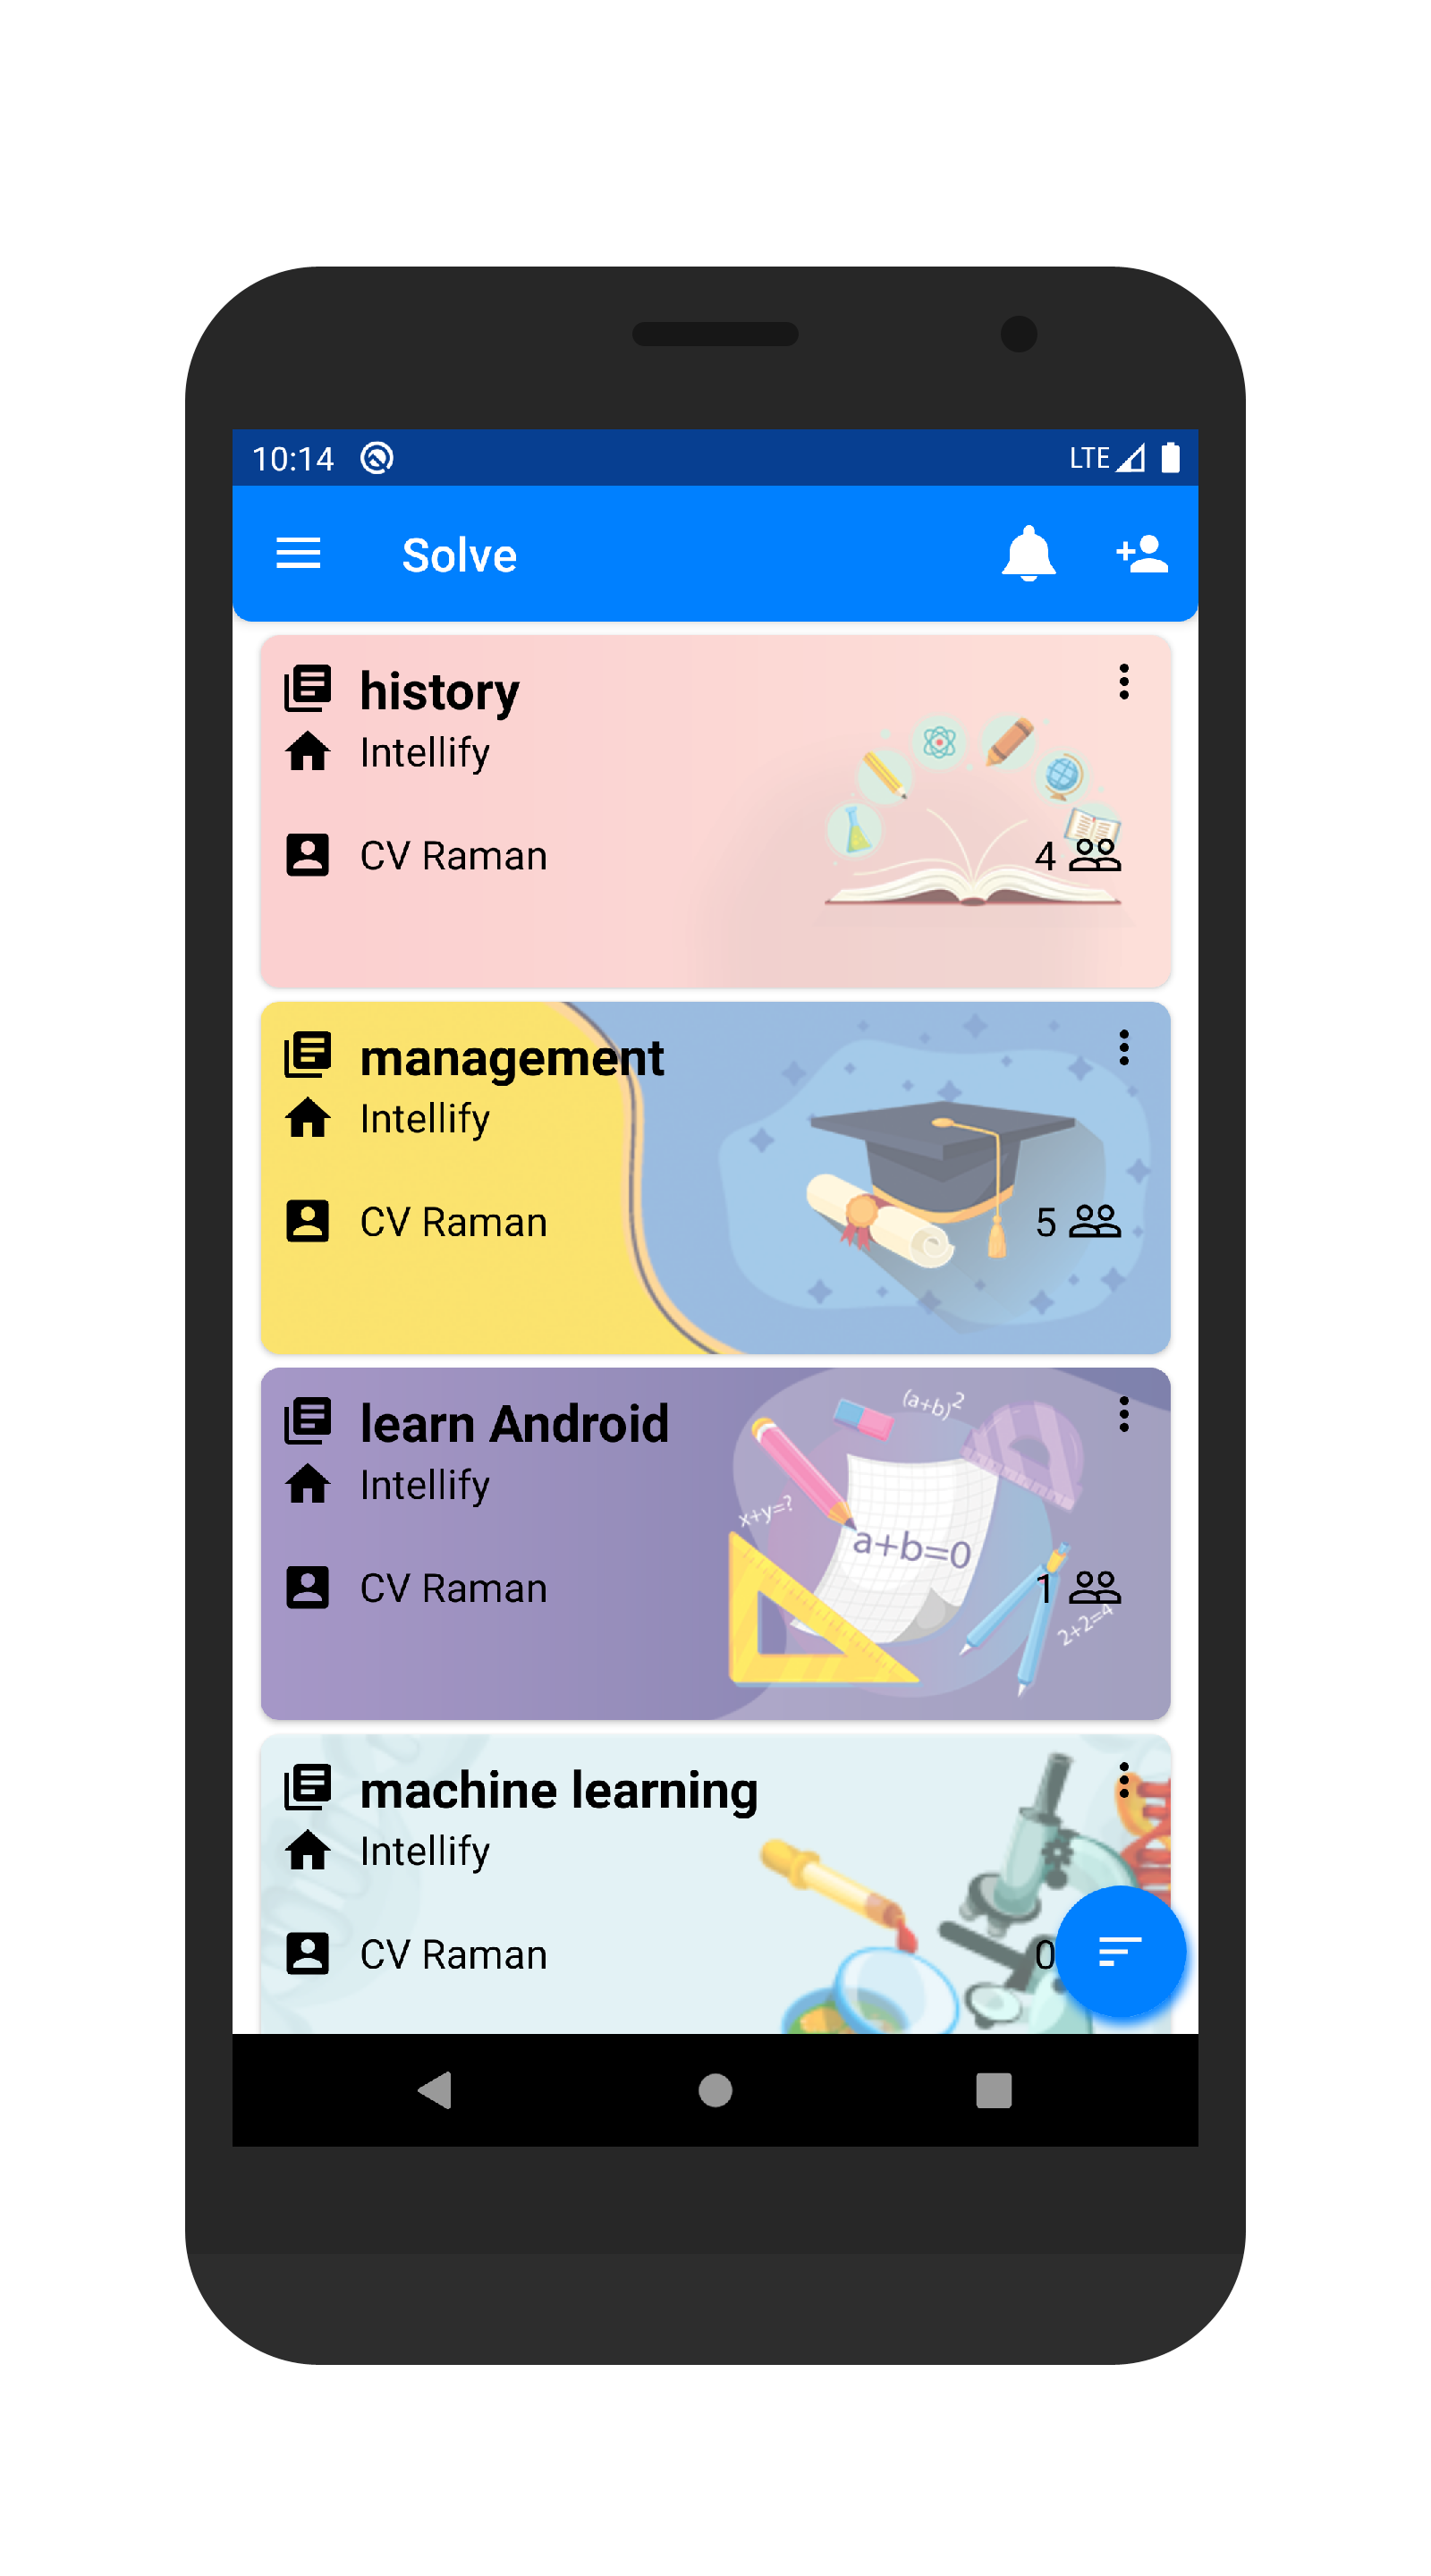 10:14 LTE
Solve
history
Intellify
CV Raman 4
management
Intellify
CV Raman 5
learn Android
Intellify
CV Raman 1
(a+b)²
x+y=?
a+b=0
2+2=4
machine learning
Intellify
CV Raman 0